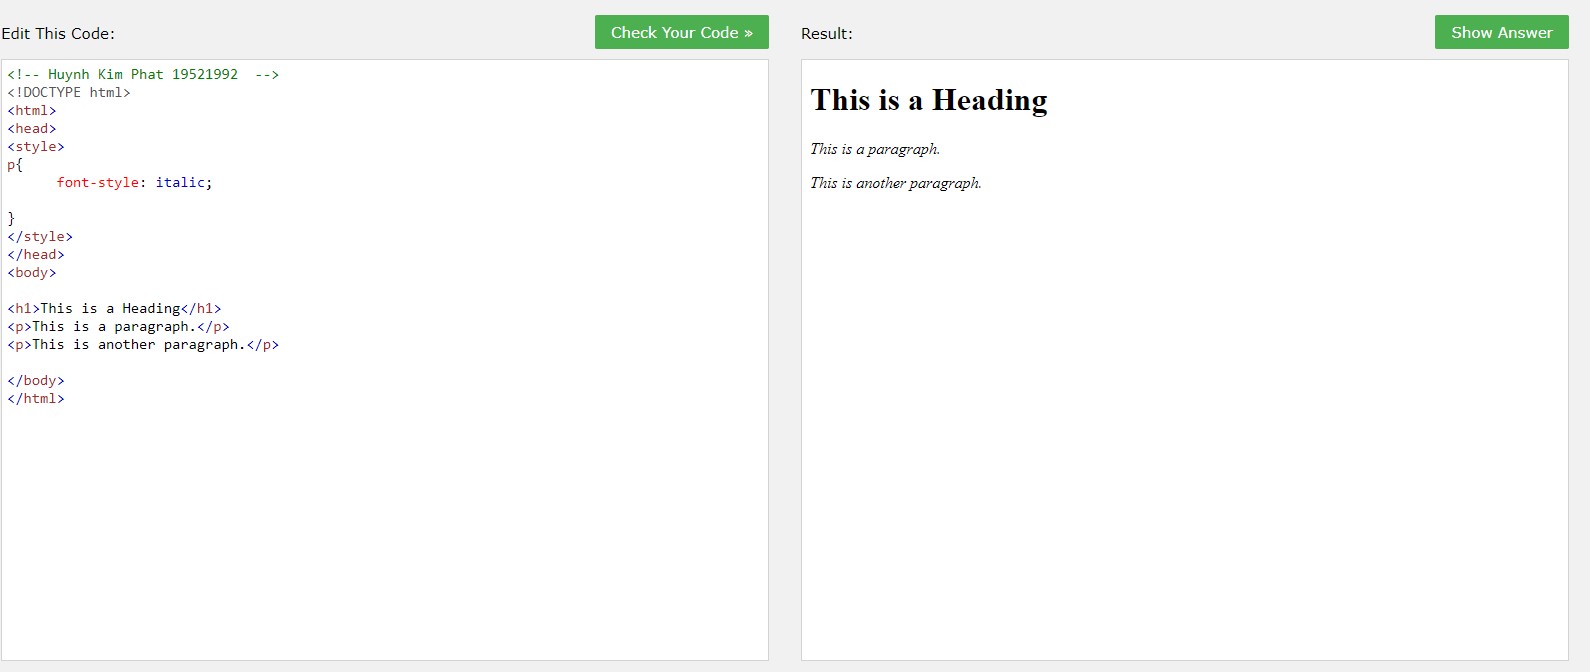 Edit This Code:
Check Your Code »
<!-- Huynh Kim Phat 19521992  -->
<!DOCTYPE html>
<html>
<head>
<style>
p{
      font-style: italic;
}
</style>
</head>
<body>
<h1>This is a Heading</h1>
<p>This is a paragraph.</p>
<p>This is another paragraph.</p>
</body>
</html>
Result:
Show Answer
This is a Heading
This is a paragraph.
This is another paragraph.